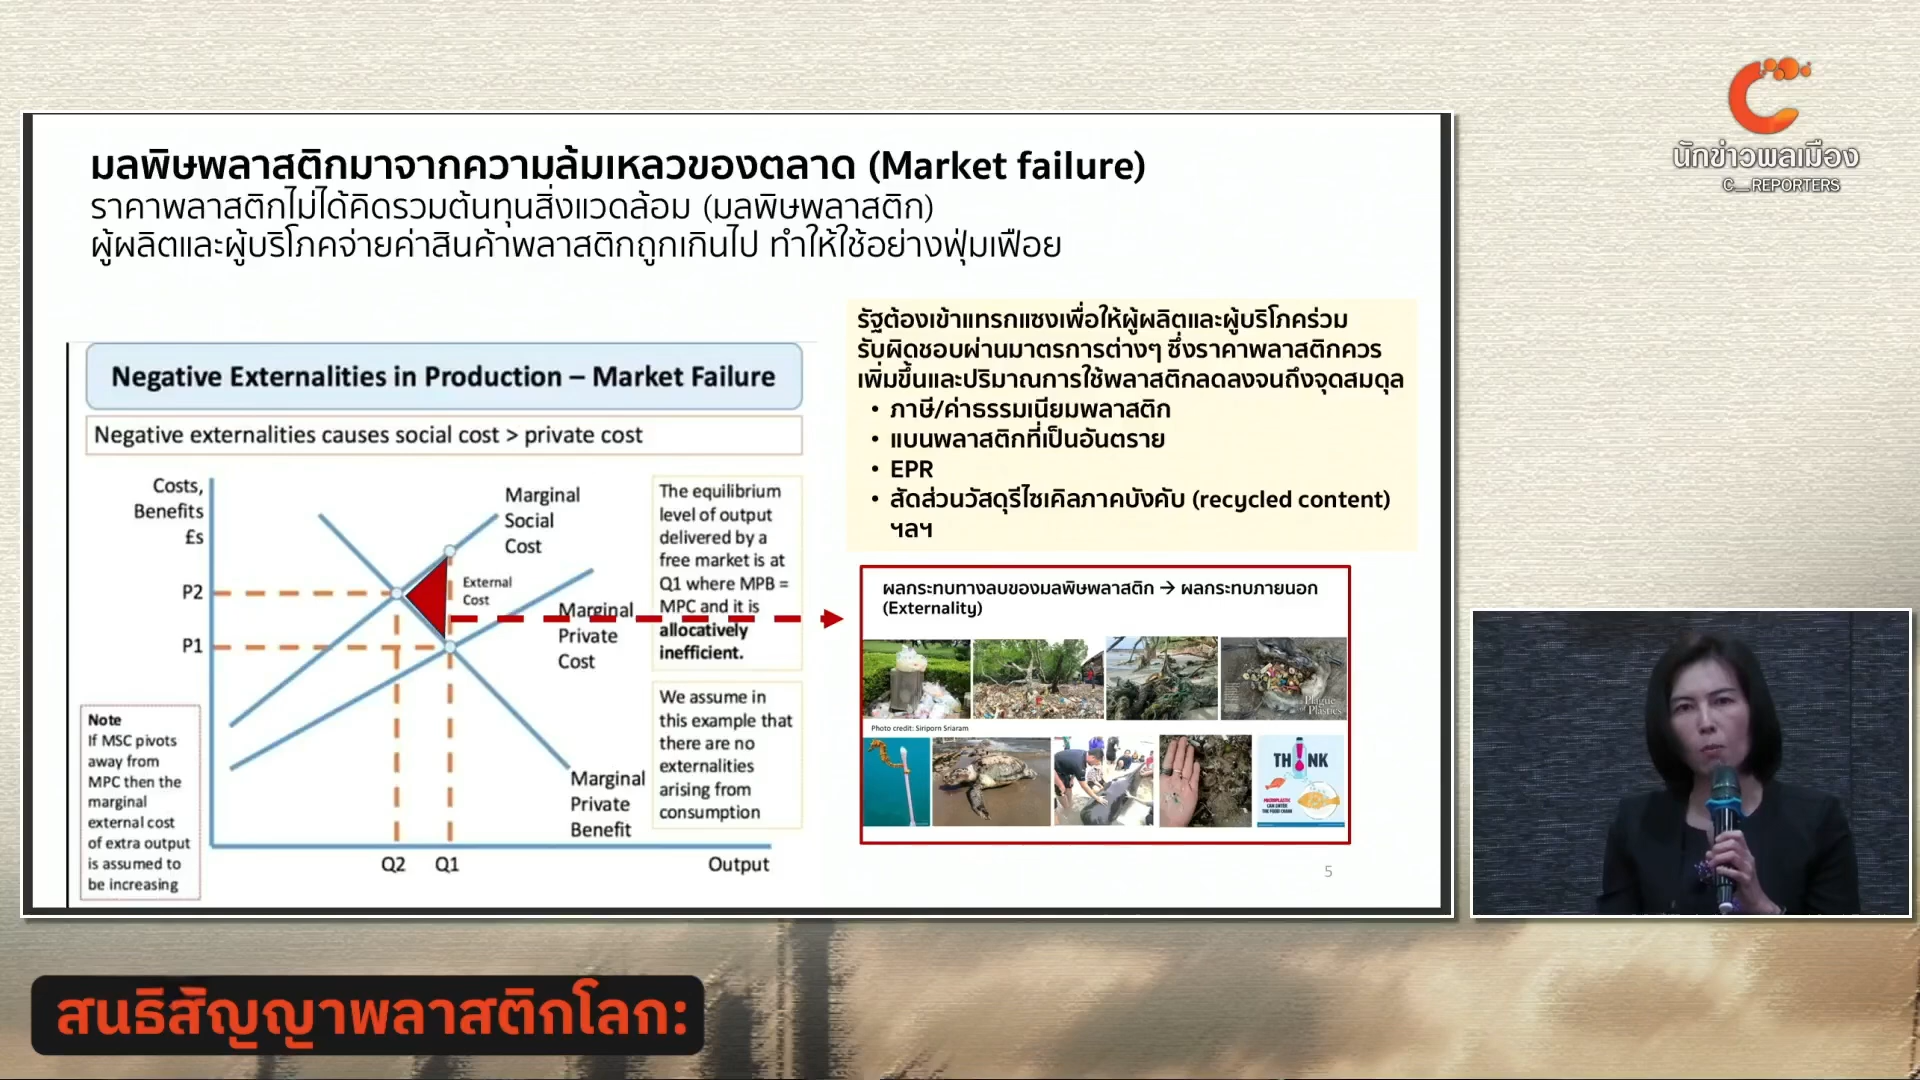 นักข่าวพลเมือง
C__REPORTERS
มลพิษพลาสติกมาจากความล้มเหลวของตลาด (Market failure)
ราคาพลาสติกไม่ได้คิดรวมต้นทุนสิ่งแวดล้อม (มลพิษพลาสติก)
ผู้ผลิตและผู้บริโภคจ่ายค่าสินค้าพลาสติกถูกเกินไป ทำให้ใช้อย่างฟุ่มเฟือย
Negative Externalities in Production – Market Failure
Negative externalities causes social cost > private cost
Costs,
Benefits
£s
P2
P1
Marginal
Social
Cost
External
Cost
Marginal
Private
Cost
Marginal
Private
Benefit
Q2
Q1
Output
The equilibrium
level of output
delivered by a
free market is at
Q1 where MPB =
MPC and it is
allocatively
inefficient.
We assume in
this example that
there are no
externalities
arising from
consumption
Note
If MSC pivots
away from
MPC then the
marginal
external cost
of extra output
is assumed to
be increasing
รัฐต้องเข้าแทรกแซงเพื่อให้ผู้ผลิตและผู้บริโภคร่วม
รับผิดชอบผ่านมาตรการต่างๆ ซึ่งราคาพลาสติกควร
เพิ่มขึ้นและปริมาณการใช้พลาสติกลดลงจนถึงจุดสมดุล
• ภาษี/ค่าธรรมเนียมพลาสติก
• แบนพลาสติกที่เป็นอันตราย
• EPR
• สัดส่วนวัสดุรีไซเคิลภาคบังคับ (recycled content)
ฯลฯ
ผลกระทบทางลบของมลพิษพลาสติก → ผลกระทบภายนอก
(Externality)
Plague
of Plastics
Photo credit: Siriporn Sriaram
TH NK
MICROPLASTIC
CAN ENTER
THE FOOD CHAIN
5
สนธิสัญญาพลาสติกโลก: